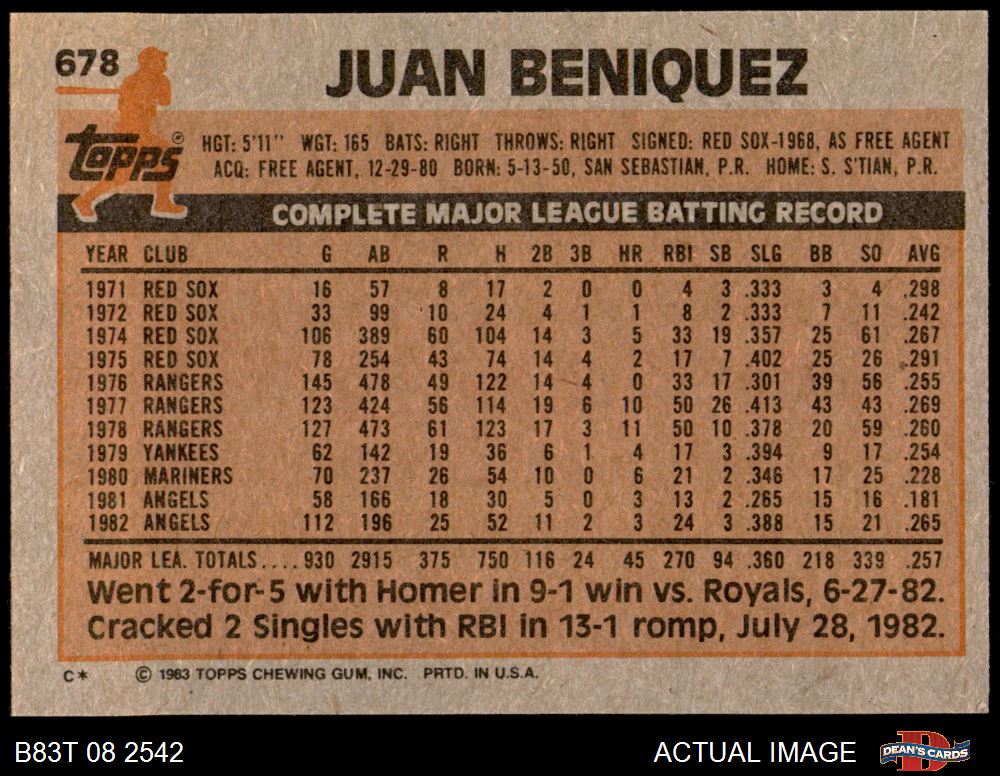 678 JUAN BENIQUEZ
Topps®
HGT: 5'11" WGT: 165 BATS: RIGHT THROWS: RIGHT SIGNED: RED SOX-1968, AS FREE AGENT
ACQ: FREE AGENT, 12-29-80 BORN: 5-13-50, SAN SEBASTIAN, P.R. HOME: S. S'TIAN, P.R.
COMPLETE MAJOR LEAGUE BATTING RECORD
YEAR CLUB G AB R H 2B 3B HR RBI SB SLG BB SO AVG
1971 RED SOX 16 57 8 17 2 0 0 4 3 .333 3 4 .298
1972 RED SOX 33 99 10 24 4 1 1 8 2 .333 7 11 .242
1974 RED SOX 106 389 60 104 14 3 5 33 19 .357 25 61 .267
1975 RED SOX 78 254 43 74 14 4 2 17 7 .402 25 26 .291
1976 RANGERS 145 478 49 122 14 4 0 33 17 .301 39 56 .255
1977 RANGERS 123 424 56 114 19 6 10 50 26 .413 43 43 .269
1978 RANGERS 127 473 61 123 17 3 11 50 10 .378 20 59 .260
1979 YANKEES 62 142 19 36 6 1 4 17 3 .394 9 17 .254
1980 MARINERS 70 237 26 54 10 0 6 21 2 .346 17 25 .228
1981 ANGELS 58 166 18 30 5 0 3 13 2 .265 15 16 .181
1982 ANGELS 112 196 25 52 11 2 3 24 3 .388 15 21 .265
MAJOR LEA. TOTALS.... 930 2915 375 750 116 24 45 270 94 .360 218 339 .257
Went 2-for-5 with Homer in 9-1 win vs. Royals, 6-27-82.
Cracked 2 Singles with RBI in 13-1 romp, July 28, 1982.
C* © 1983 TOPPS CHEWING GUM, INC. PRTD. IN U.S.A.
B83T 08 2542 ACTUAL IMAGE D DEAN'S CARDS